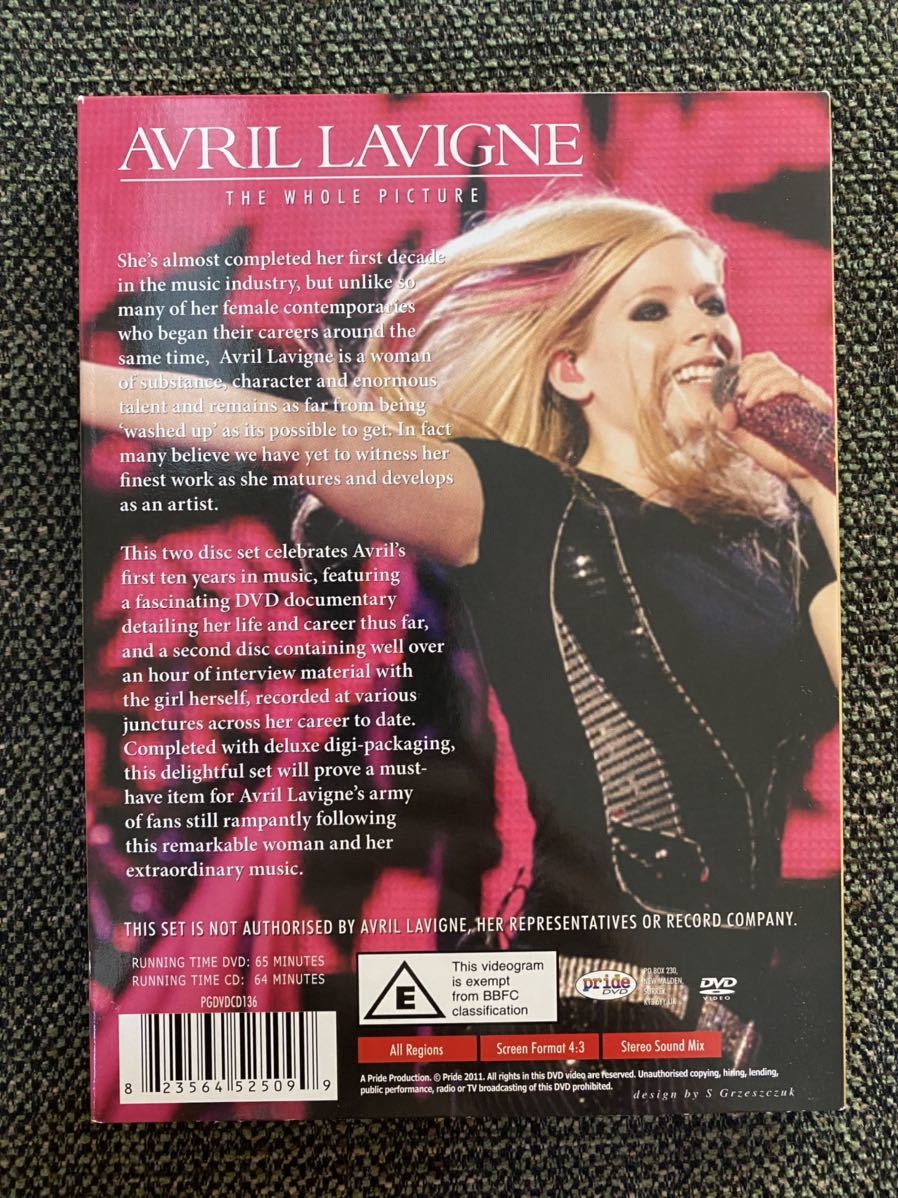 AVRIL LAVIGNE
THE WHOLE PICTURE
She's almost completed her first decade
in the music industry, but unlike so
many of her female contemporaries
who began their careers around the
same time, Avril Lavigne is a woman
of substance, character and enormous
talent and remains as far from being
'washed up' as its possible to get. In fact
many believe we have yet to witness her
finest work as she matures and develops
as an artist.
This two disc set celebrates Avril's
first ten years in music, featuring
a fascinating DVD documentary
detailing her life and career thus far,
and a second disc containing well over
an hour of interview material with
the girl herself, recorded at various
junctures across her career to date.
Completed with deluxe digi-packaging,
this delightful set will prove a must-
have item for Avril Lavigne's army
of fans still rampantly following
this remarkable woman and her
extraordinary music.
THIS SET IS NOT AUTHORISED BY AVRIL LAVIGNE, HER REPRESENTATIVES OR RECORD COMPANY.
RUNNING TIME DVD: 65 MINUTES
RUNNING TIME CD: 64 MINUTES
PGDVDCD136
8 23564 52509 9
E
This videogram
is exempt
from BBFC
classification
pride
DVD
PO BOX 230,
NEW MALDEN,
SURREY,
DVD
VIDEO
All Regions
Screen Format 4:3
Stereo Sound Mix
A Pride Production. © Pride 2011. All rights in this DVD video are reserved. Unauthorised copying, hiring, lending,
public performance, radio or TV broadcasting of this DVD prohibited.
design by S Grzeszczuk